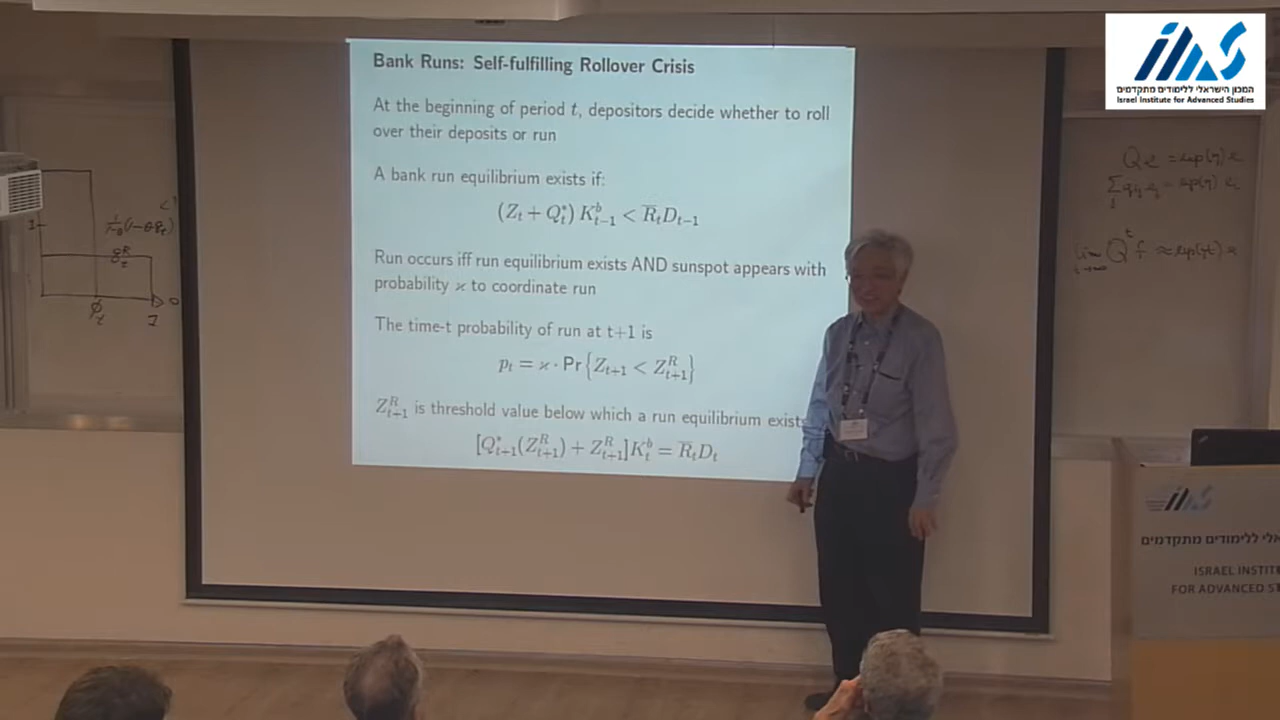 Bank Runs: Self-fulfilling Rollover Crisis
At the beginning of period t, depositors decide whether to roll
over their deposits or run
A bank run equilibrium exists if:
(Z_t + Q_t^*) K_{t-1}^b < R̅_t D_{t-1}
Run occurs iff run equilibrium exists AND sunspot appears with
probability ϰ to coordinate run
The time-t probability of run at t+1 is
p_t = ϰ · Pr{Z_{t+1} < Z_{t+1}^R}
Z_{t+1}^R is threshold value below which a run equilibrium exists
[Q_{t+1}^*(Z_{t+1}^R) + Z_{t+1}^R] K_t^b = R̅_t D_t
המכון הישראלי ללימודים מתקדמים
Israel Institute for Advanced Studies
אלי ללימודים מתקדמים
ISRAEL INSTIT
FOR ADVANCED ST